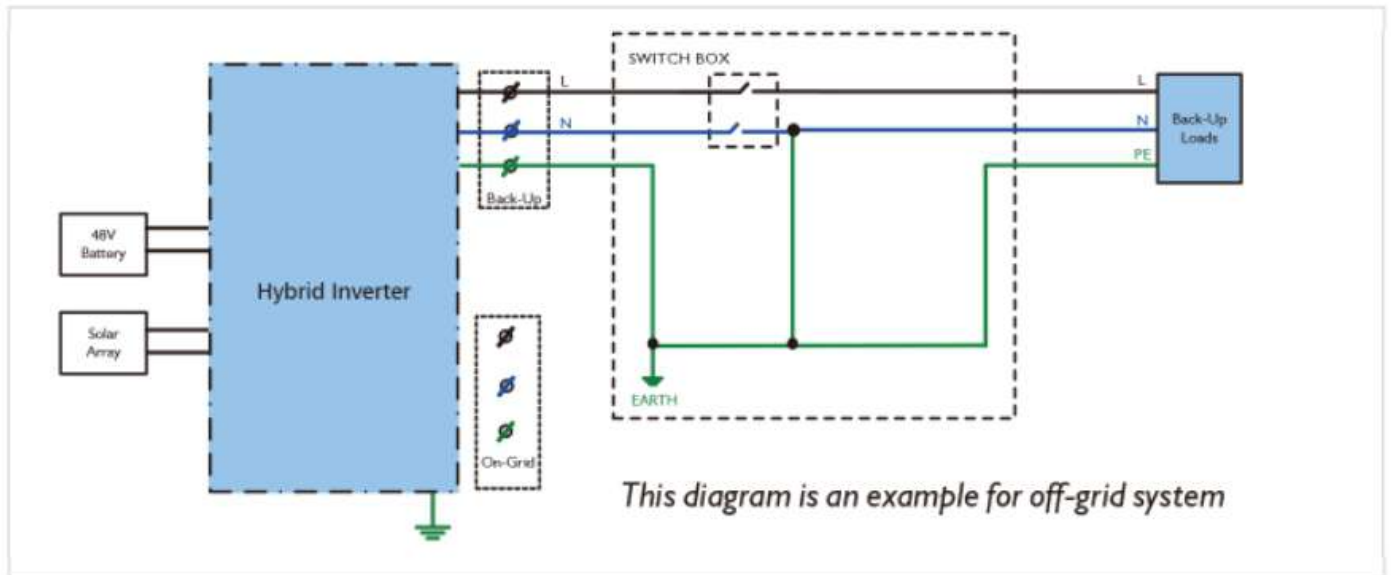 SWITCH BOX
L
L
N
N
Back-Up
Loads
PE
Back-Up
48V
Battery
Hybrid Inverter
Solar
Array
EARTH
On-Grid
This diagram is an example for off-grid system